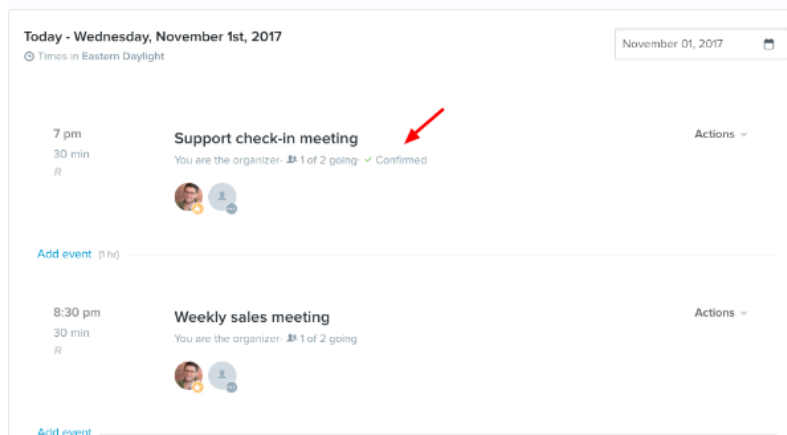 Today - Wednesday, November 1st, 2017
Times in Eastern Daylight
November 01, 2017
7 pm
30 min
R
Support check-in meeting
You are the organizer· 1 of 2 going· ✓ Confirmed
Actions
Add event (1 hr)
8:30 pm
30 min
R
Weekly sales meeting
You are the organizer· 1 of 2 going
Actions
Add event